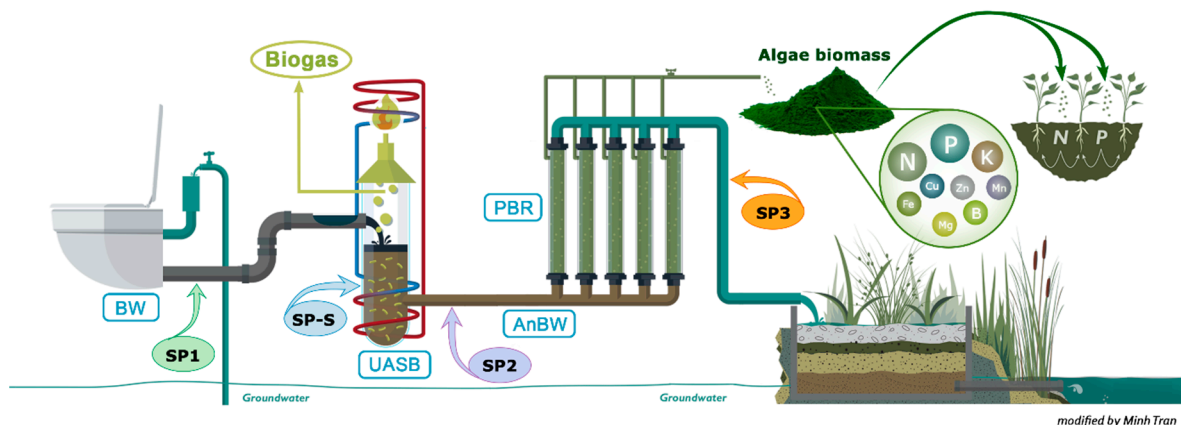 Biogas
Algae biomass
N P
N
P
K
Cu
Zn
Mn
Fe
B
Mg
PBR
SP3
BW
SP-S
AnBW
SP1
UASB
SP2
Groundwater
Groundwater
modified by Minh Tran